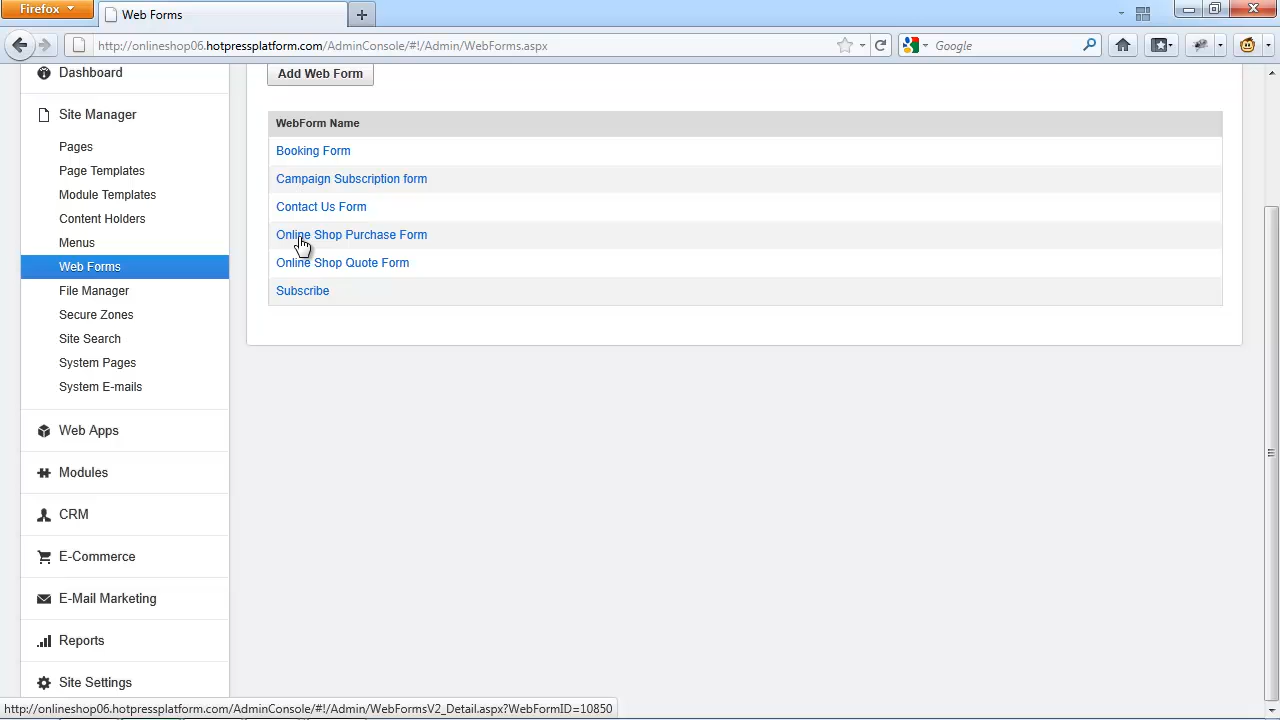 Firefox
Web Forms
http://onlineshop06.hotpressplatform.com/AdminConsole/#!/Admin/WebForms.aspx
Google
Dashboard
Site Manager
Pages
Page Templates
Module Templates
Content Holders
Menus
Web Forms
File Manager
Secure Zones
Site Search
System Pages
System E-mails
Web Apps
Modules
CRM
E-Commerce
E-Mail Marketing
Reports
Site Settings
Add Web Form
WebForm Name
Booking Form
Campaign Subscription form
Contact Us Form
Online Shop Purchase Form
Online Shop Quote Form
Subscribe
http://onlineshop06.hotpressplatform.com/AdminConsole/#!/Admin/WebFormsV2_Detail.aspx?WebFormID=10850